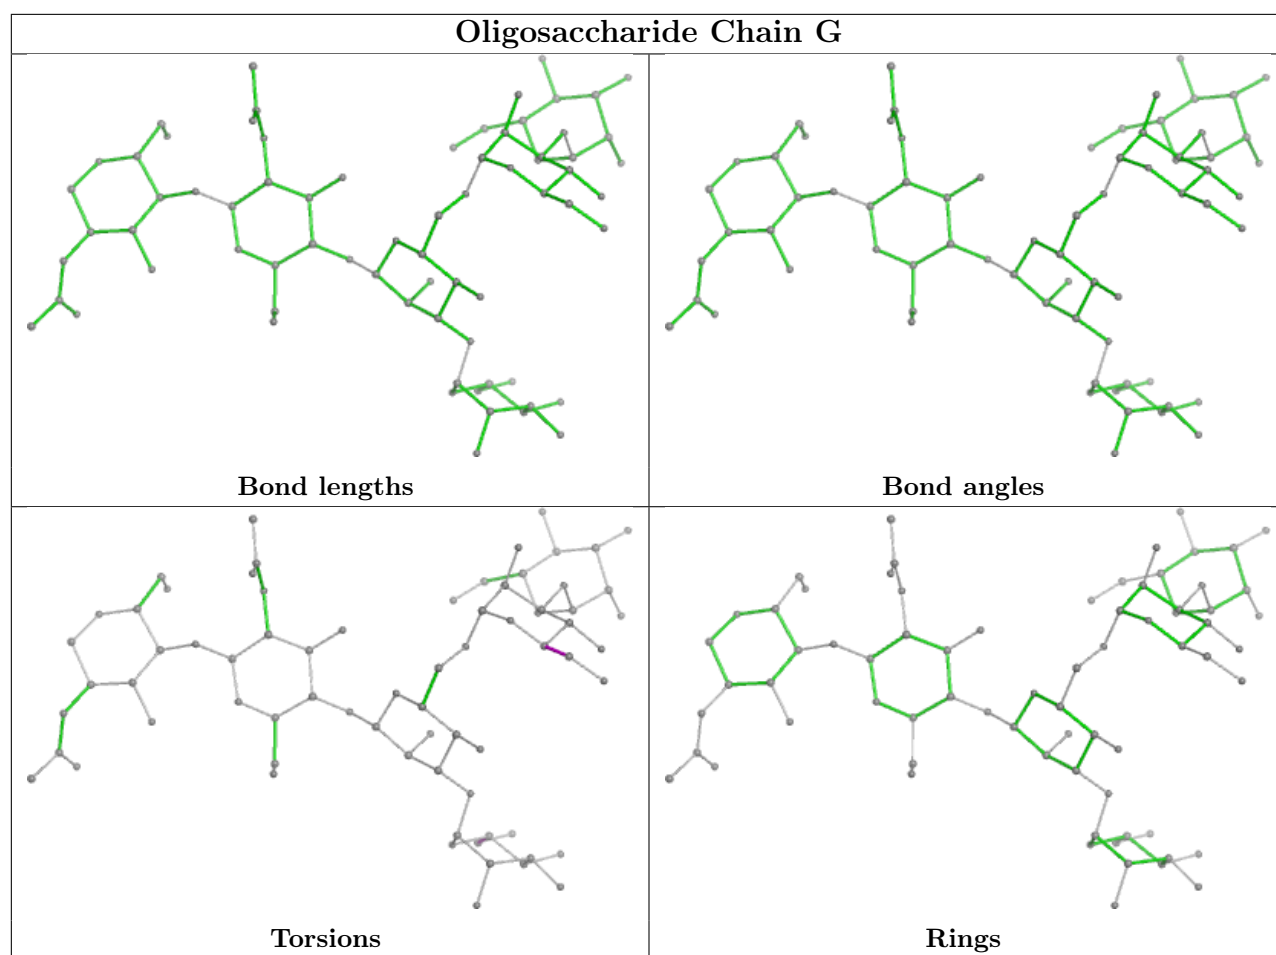 Oligosaccharide Chain G
Bond lengths
Bond angles
Torsions
Rings